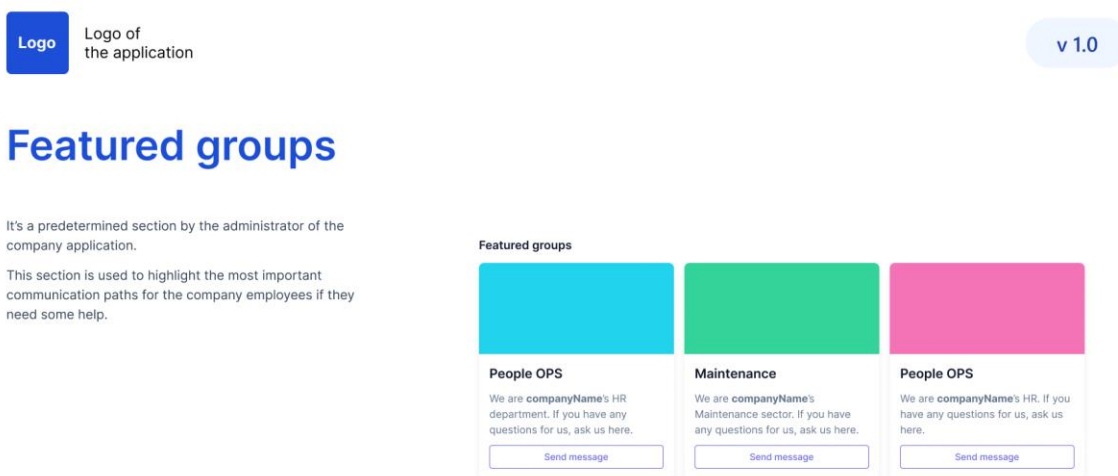 Logo
Logo of
the application
v 1.0
Featured groups
It's a predetermined section by the administrator of the
company application.
This section is used to highlight the most important
communication paths for the company employees if they
need some help.
Featured groups
People OPS
We are companyName's HR
department. If you have any
questions for us, ask us here.
Send message
Maintenance
We are companyName's
Maintenance sector. If you have
any questions for us, ask us here.
Send message
People OPS
We are companyName's HR. If you
have any questions for us, ask us
here.
Send message